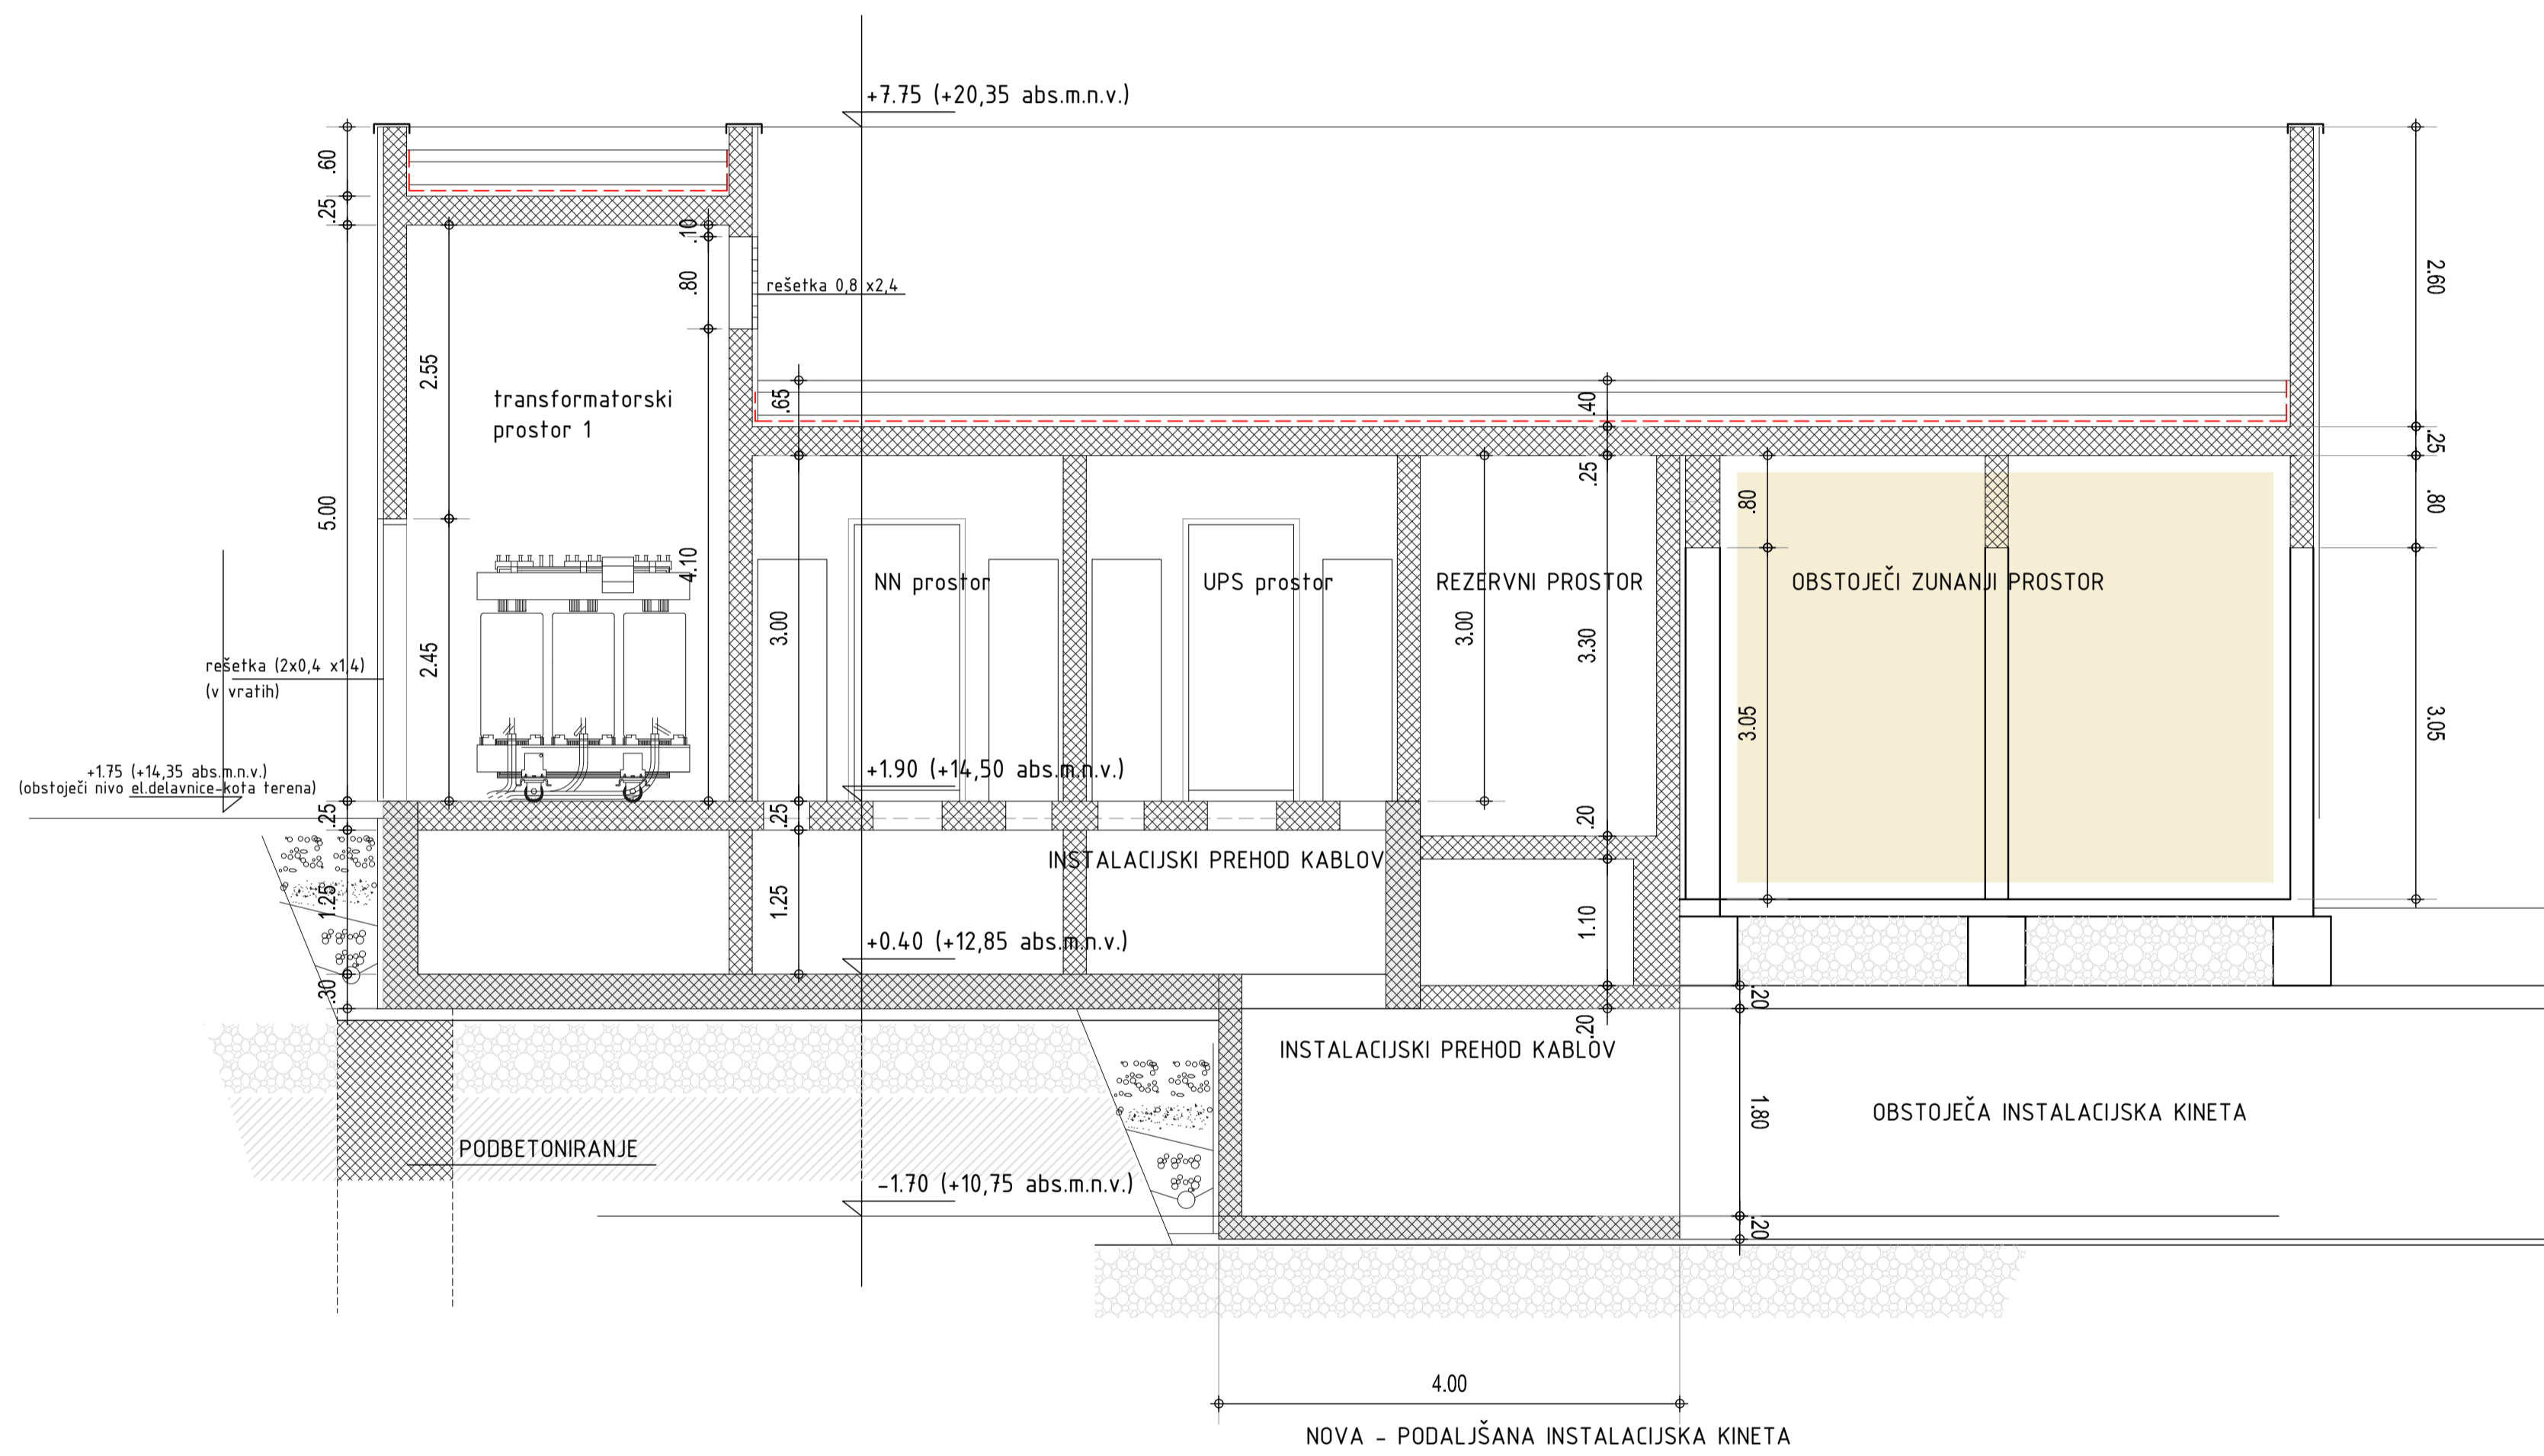 +7.75 (+20,35 abs.m.n.v.)
.60
.25
.10
.80
rešetka 0,8 x2,4
2.60
2.55
transformatorski
prostor 1
.65
.40
.25
.25
.80
.80
5.00
4.10
NN prostor
UPS prostor
REZERVNI PROSTOR
OBSTOJEČI ZUNANJI PROSTOR
3.00
3.00
3.30
2.45
rešetka (2x0,4 x1,4)
(v vratih)
3.05
3.05
+1.75 (+14,35 abs.m.n.v.)
(obstoječi nivo el.delavnice-kota terena)
+1.90 (+14,50 abs.m.n.v.)
.25
.25
.20
INSTALACIJSKI PREHOD KABLOV
1.25
1.25
1.10
+0.40 (+12,85 abs.m.n.v.)
.30
.20
.20
INSTALACIJSKI PREHOD KABLOV
1.80
OBSTOJEČA INSTALACIJSKA KINETA
PODBETONIRANJE
-1.70 (+10,75 abs.m.n.v.)
.20
4.00
NOVA - PODALJŠANA INSTALACIJSKA KINETA